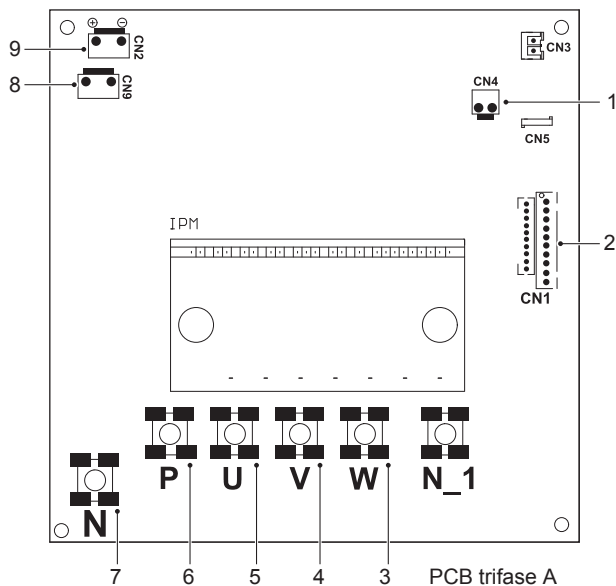 ⊕ ⊖
9
CN2
CN3
8
CN9
CN4
1
CN5
IPM
2
CN1
P U V W N_1
N
7 6 5 4 3 PCB trifase A